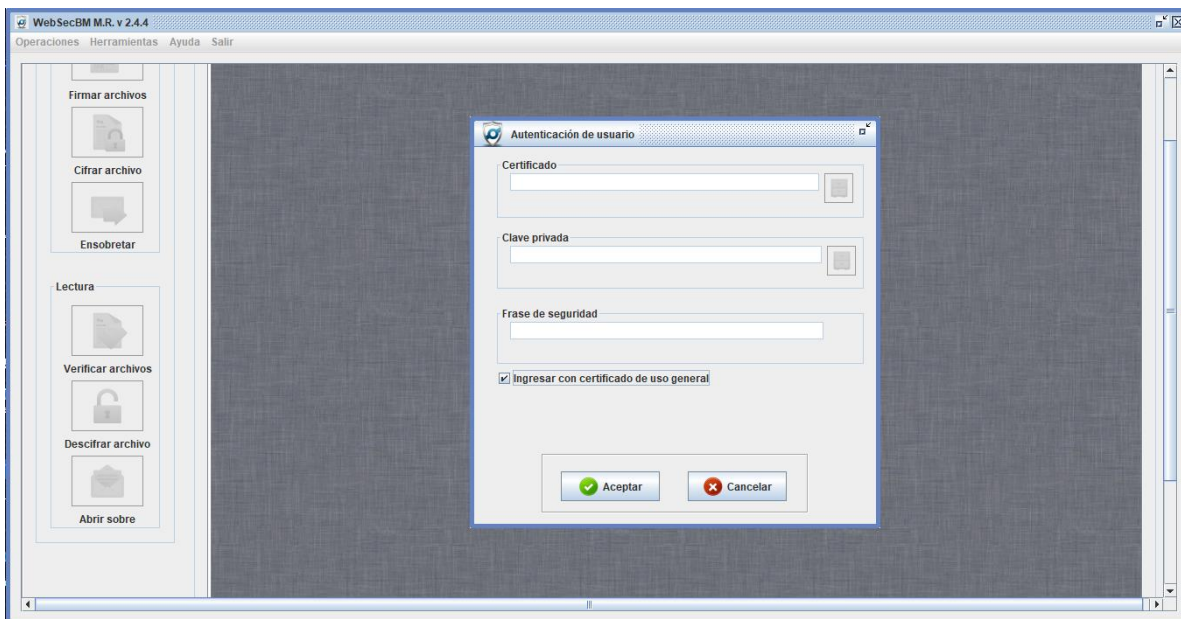 WebSecBM M.R. v 2.4.4
Operaciones Herramientas Ayuda Salir
Firmar archivos
Cifrar archivo
Ensobretar
Lectura
Verificar archivos
Descifrar archivo
Abrir sobre
Autenticación de usuario
Certificado
Clave privada
Frase de seguridad
Ingresar con certificado de uso general
Aceptar Cancelar